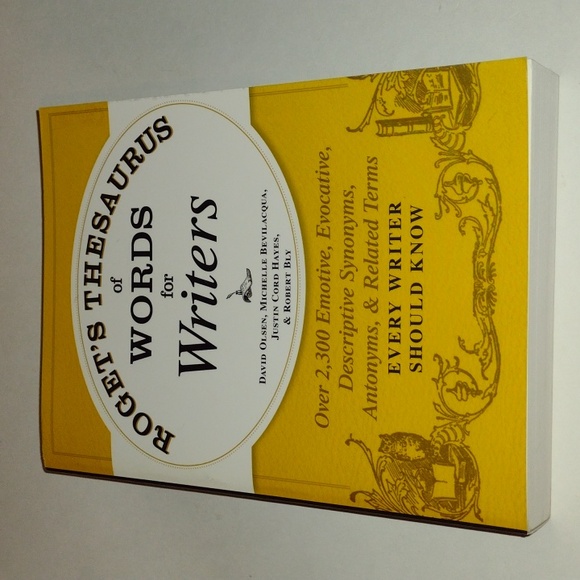 ROGET'S THESAURUS
of
WORDS
for
Writers
DAVID OLSEN, MICHELLE BEVILACQUA,
JUSTIN CORD HAYES,
& ROBERT BLY
Over 2,300 Emotive, Evocative,
Descriptive Synonyms,
Antonyms, & Related Terms
EVERY WRITER
SHOULD KNOW